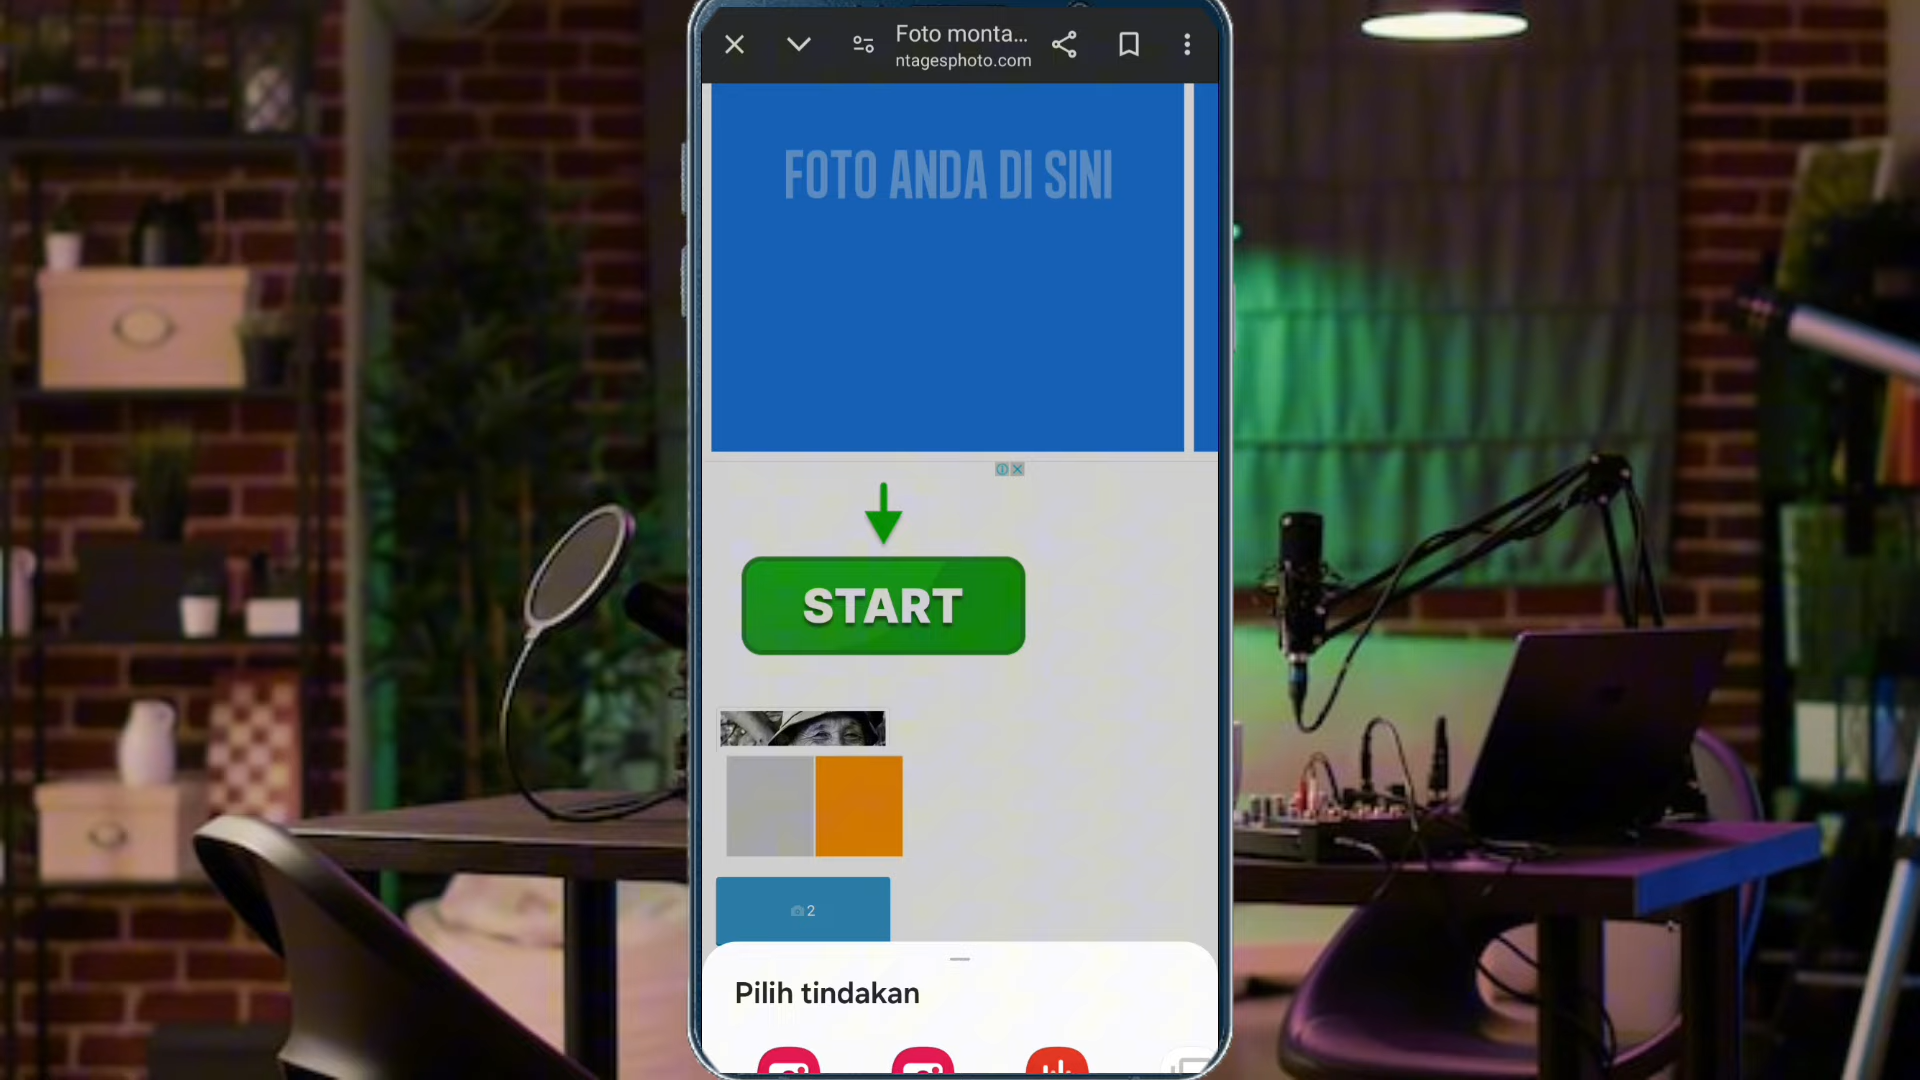 Foto monta...
ntagesphoto.com
FOTO ANDA DI SINI
START
2
Pilih tindakan